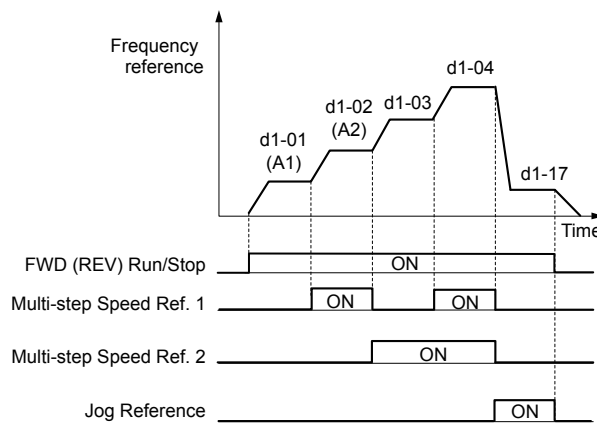 Frequency
reference
d1-01
(A1)
d1-02
(A2)
d1-03
d1-04
d1-17
Time
FWD (REV) Run/Stop
ON
Multi-step Speed Ref. 1
ON
ON
Multi-step Speed Ref. 2
ON
Jog Reference
ON